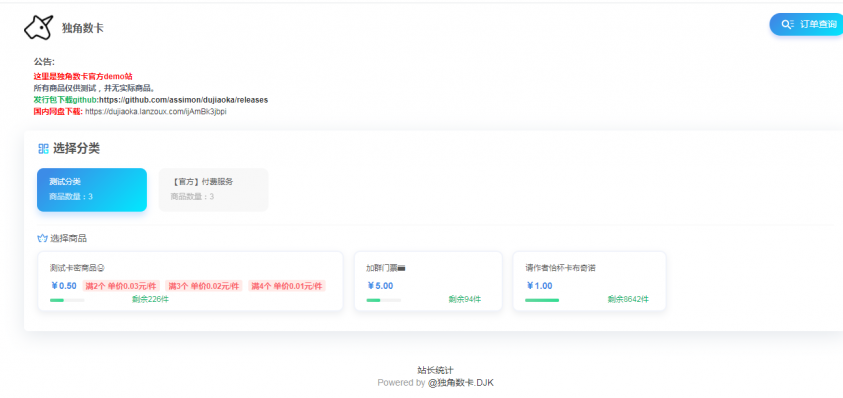 独角数卡
订单查询
公告:
这里是独角数卡官方demo站
所有商品仅供测试，并无实际商品。
发行包下载github:https://github.com/assimon/dujiaoka/releases
国内网盘下载: https://dujiaoka.lanzoux.com/ijAmBk3jbpi
选择分类
测试分类
商品数量：3
【官方】付费服务
商品数量：3
选择商品
测试卡密商品😛
￥0.50 满2个 单价0.03元/件 满3个 单价0.02元/件 满4个 单价0.01元/件
剩余226件
加群门票🎫
￥5.00
剩余94件
请作者恰杯卡布奇诺
￥1.00
剩余8642件
站长统计
Powered by @独角数卡.DJK